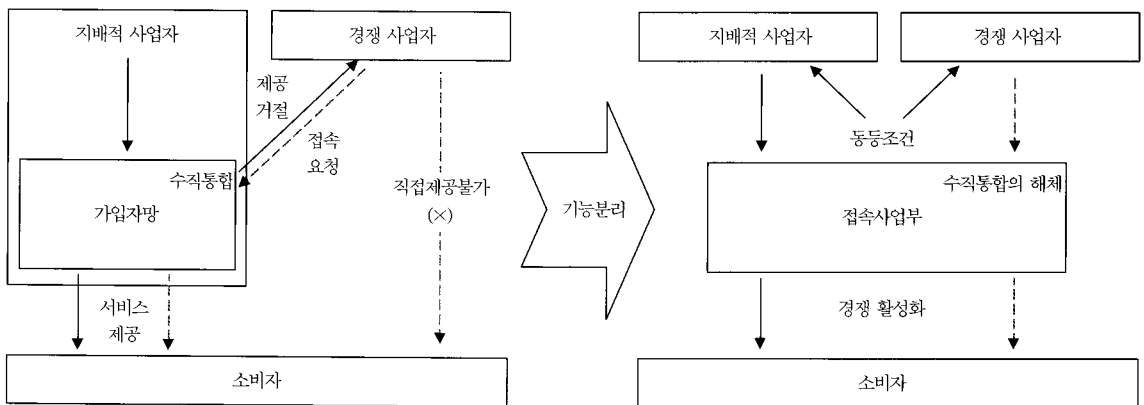 지배적 사업자
경쟁 사업자
제공
거절
접속
요청
수직통합
가입자망
직접제공불가
(×)
서비스
제공
소비자
기능분리
지배적 사업자
경쟁 사업자
동등조건
수직통합의 해체
접속사업부
경쟁 활성화
소비자